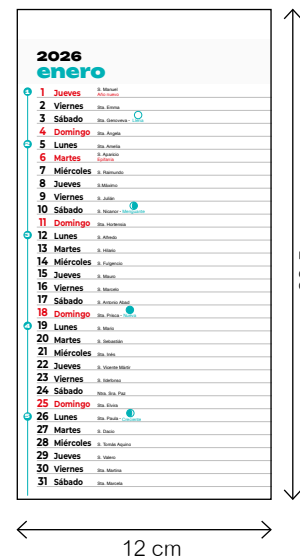 2026
enero
1 1 Jueves S. Manuel
Año nuevo
2 Viernes Sta. Emma
3 Sábado Sta. Genoveva - Llena
4 Domingo Sta. Angela
2 5 Lunes Sta. Amelia
6 Martes S. Aparicio
Epifanía
7 Miércoles S. Raimundo
8 Jueves S.Máximo
9 Viernes S. Julián
10 Sábado S. Nicanor - Menguante
11 Domingo Sta. Hortensia
3 12 Lunes S. Alfredo
13 Martes S. Hilario
14 Miércoles S. Fulgencio
15 Jueves S. Mauro
16 Viernes S. Marcelo
17 Sábado S. Antonio Abad
18 Domingo Sta. Prisca - Nueva
4 19 Lunes S. Mario
20 Martes S. Sebastián
21 Miércoles Sta. Inés
22 Jueves S. Vicente Mártir
23 Viernes S. Ildefonso
24 Sábado Ntra. Sra. Paz
25 Domingo Sta. Elvira
5 26 Lunes Sta. Paula - Creciente
27 Martes S. Dacio
28 Miércoles S. Tomás Aquino
29 Jueves S. Valero
30 Viernes Sta. Martina
31 Sábado Sta. Marcela
12 cm